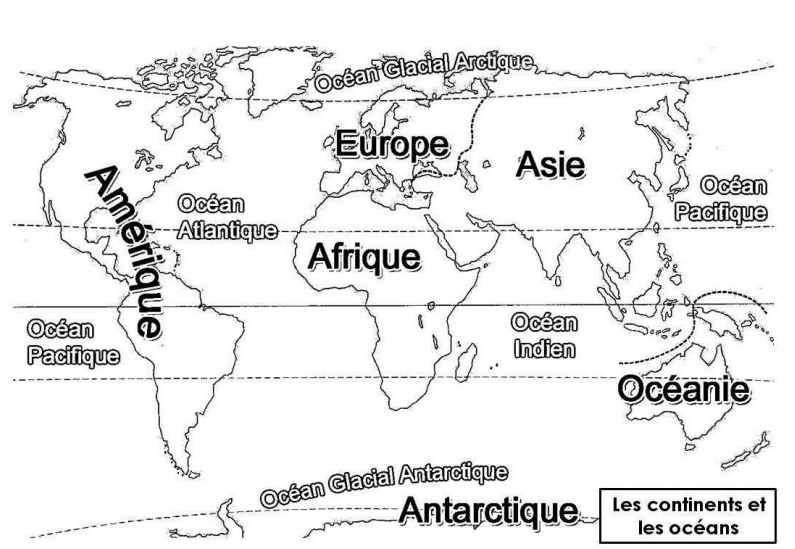 Océan Glacial Arctique
Europe
Asie
Amérique
Océan
Atlantique
Océan
Pacifique
Afrique
Océan
Pacifique
Océan
Indien
Océanie
Océan Glacial Antarctique
Antarctique
Les continents et
les océans